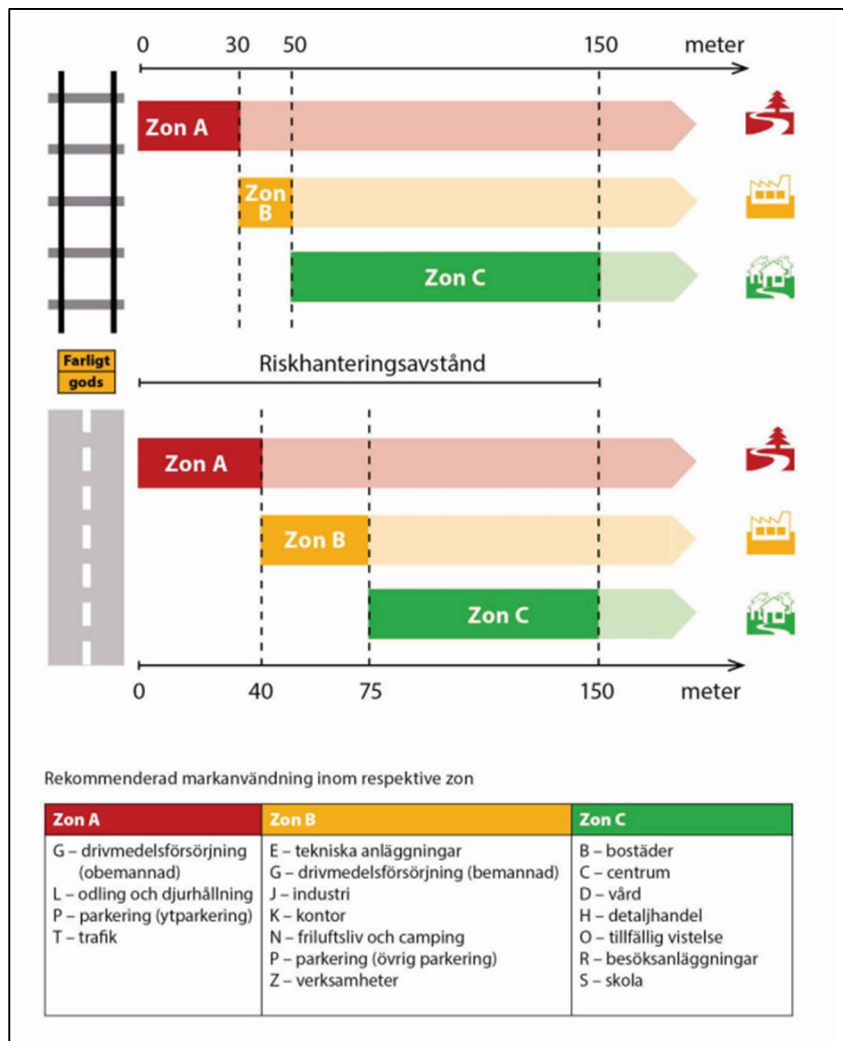 0 30 50 150 meter
Zon A
Zon
B
Zon C
Farligt
gods
Riskhanteringsavstånd
Zon A
Zon B
Zon C
0 40 75 150 meter
Rekommenderad markanvändning inom respektive zon
Zon A
G – drivmedelsförsörjning
(obemannad)
L – odling och djurhållning
P – parkering (ytparkering)
T – trafik
Zon B
E – tekniska anläggningar
G – drivmedelsförsörjning (bemannad)
J – industri
K – kontor
N – friluftsliv och camping
P – parkering (övrig parkering)
Z – verksamheter
Zon C
B – bostäder
C – centrum
D – vård
H – detaljhandel
O – tillfällig vistelse
R – besöksanläggningar
S – skola